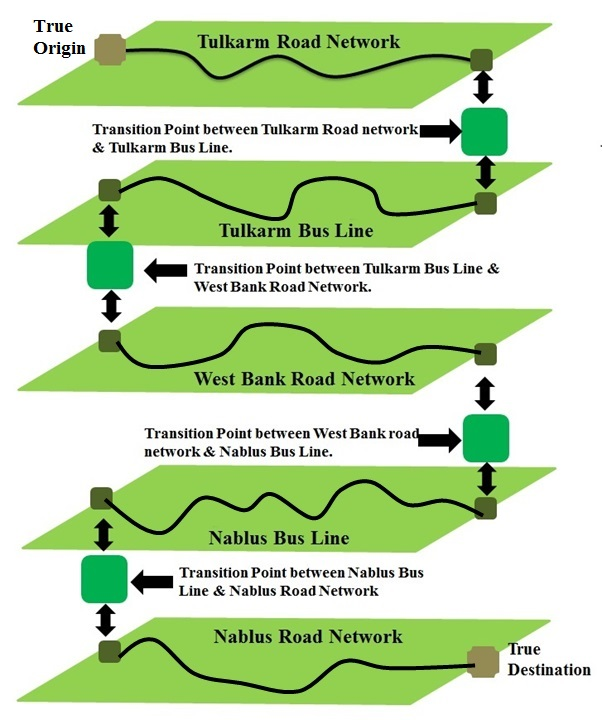 True
Origin
Tulkarm Road Network
Transition Point between Tulkarm Road network
& Tulkarm Bus Line.
Tulkarm Bus Line
Transition Point between Tulkarm Bus Line &
West Bank Road Network.
West Bank Road Network
Transition Point between West Bank road
network & Nablus Bus Line.
Nablus Bus Line
Transition Point between Nablus Bus
Line & Nablus Road Network
Nablus Road Network
True
Destination